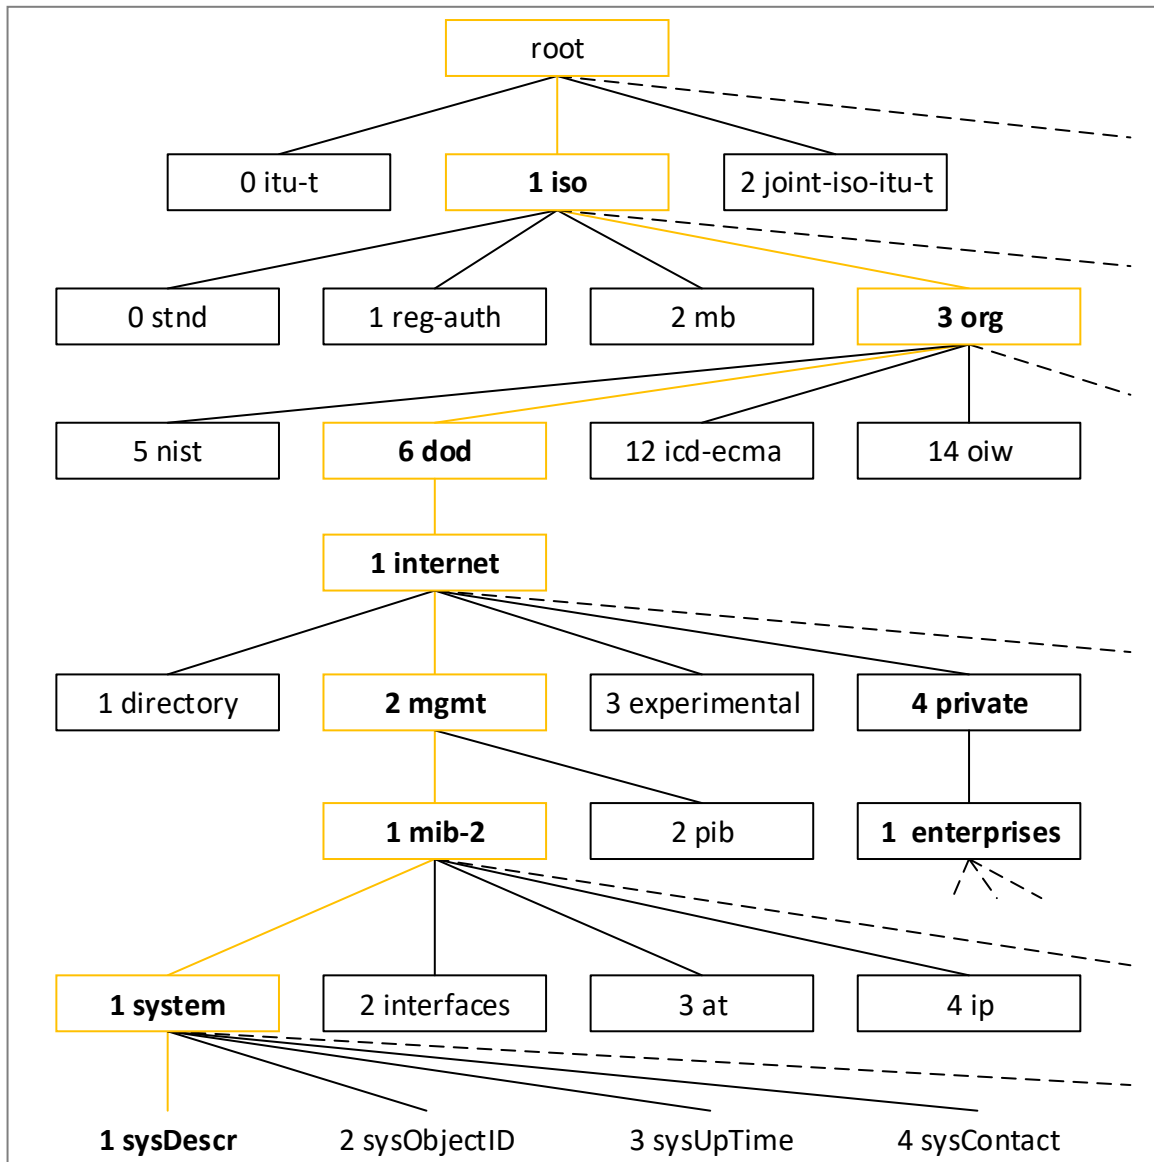 root
0 itu-t
1 iso
2 joint-iso-itu-t
0 stnd
1 reg-auth
2 mb
3 org
5 nist
6 dod
12 icd-ecma
14 oiw
1 internet
1 directory
2 mgmt
3 experimental
4 private
1 mib-2
2 pib
1 enterprises
1 system
2 interfaces
3 at
4 ip
1 sysDescr
2 sysObjectID
3 sysUpTime
4 sysContact